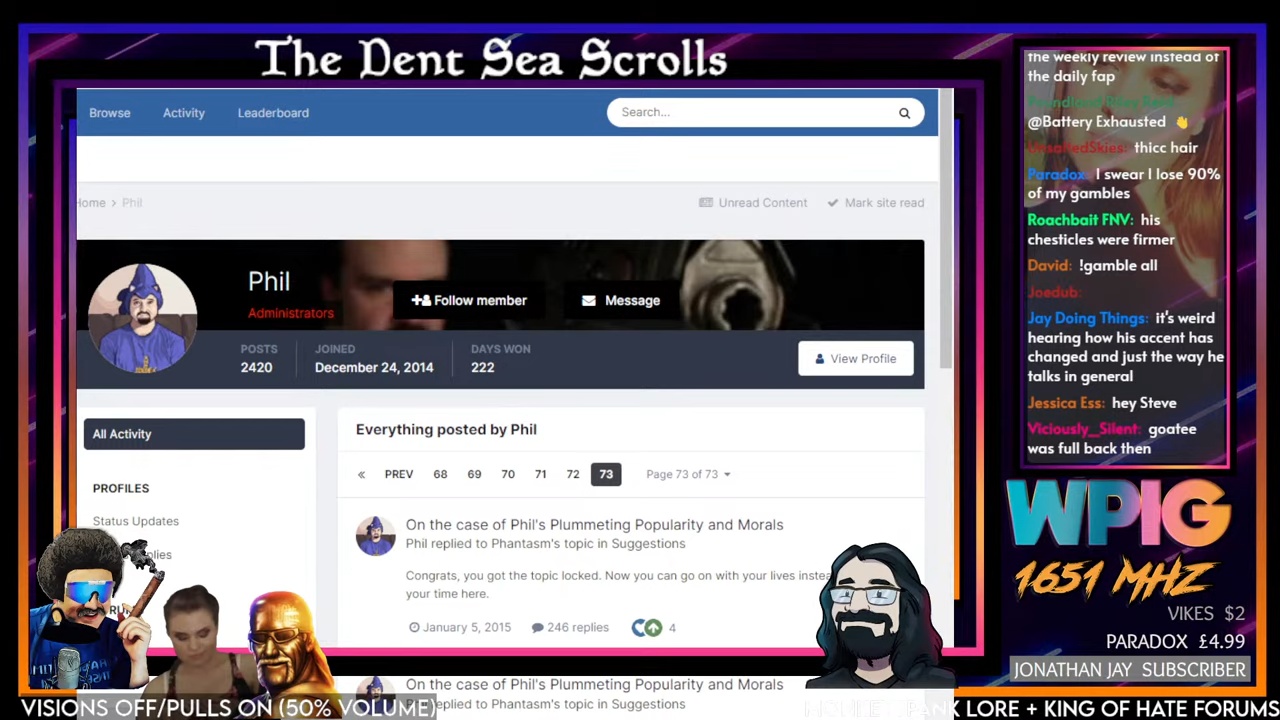 The Dent Sea Scrolls
Browse
Activity
Leaderboard
Search...
Home > Phil
Unread Content
Mark site read
Phil
Administrators
Follow member
Message
POSTS
2420
JOINED
December 24, 2014
DAYS WON
222
View Profile
All Activity
PROFILES
Status Updates
Everything posted by Phil
« PREV 68 69 70 71 72 73 Page 73 of 73
On the case of Phil's Plummeting Popularity and Morals
Phil replied to Phantasm's topic in Suggestions
Congrats, you got the topic locked. Now you can go on with your lives
your time here.
January 5, 2015
246 replies
4
On the case of Phil's Plummeting Popularity and Morals
replied to Phantasm's topic in Suggestions
the weekly review instead of
the daily fap
@Battery Exhausted 👏
UnsaltedSkies: thicc hair
Paradox: I swear I lose 90%
of my gambles
Roachbait FNV: his
chesticles were firmer
David: !gamble all
Joedub:
Jay Doing Things: it's weird
hearing how his accent has
changed and just the way he
talks in general
Jessica Ess: hey Steve
Viciously_Silent: goatee
was full back then
WPIG
1651 MHZ
VIKES $2
PARADOX £4.99
JONATHAN JAY SUBSCRIBER
VISIONS OFF/PULLS ON (50% VOLUME)
LORE + KING OF HATE FORUMS